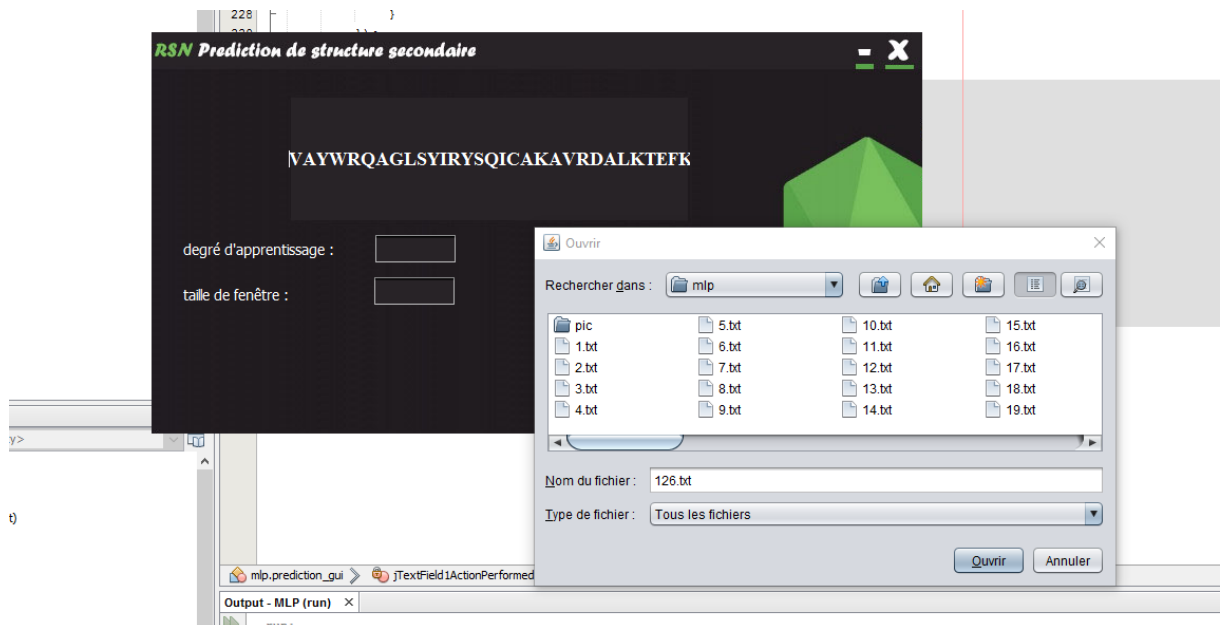 228 }
RSN Prediction de structure secondaire - X
VAYWRQAGLSYIRYSQICAKAVRDALKTEFK
degré d'apprentissage :
taille de fenêtre :
Ouvrir
Rechercher dans : mlp
pic 5.txt 10.txt 15.txt
1.txt 6.txt 11.txt 16.txt
2.txt 7.txt 12.txt 17.txt
3.txt 8.txt 13.txt 18.txt
4.txt 9.txt 14.txt 19.txt
Nom du fichier : 126.txt
Type de fichier : Tous les fichiers
Ouvrir Annuler
y>
t)
mlp.prediction_gui jTextField1ActionPerformed
Output - MLP (run) ×